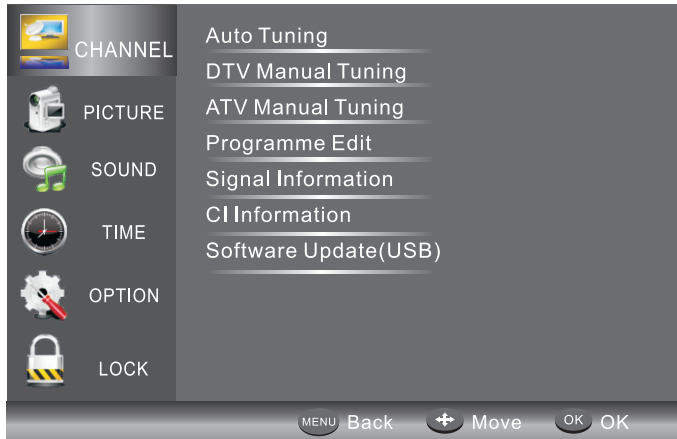 CHANNEL
PICTURE
SOUND
TIME
OPTION
LOCK
Auto Tuning
DTV Manual Tuning
ATV Manual Tuning
Programme Edit
Signal Information
CI Information
Software Update(USB)
MENU Back Move OK OK